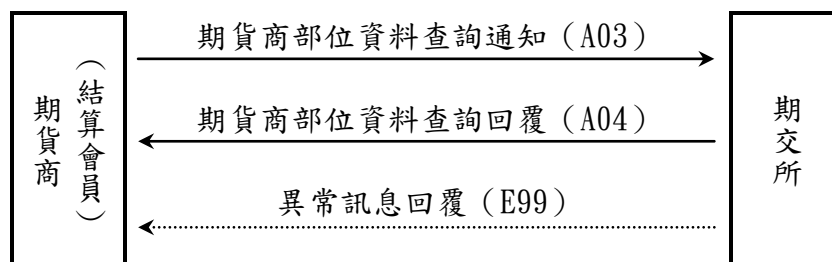 期貨商
（結算會員）
期貨商部位資料查詢通知（A03）
期貨商部位資料查詢回覆（A04）
異常訊息回覆（E99）
期交所